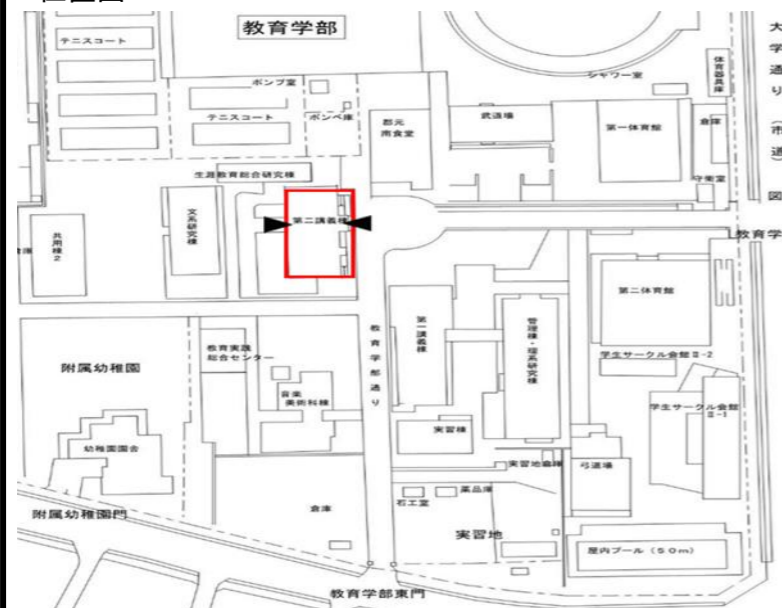 教育学部
テニスコート
ポンプ室
テニスコート
ボンベ庫
郡元
南食堂
武道場
シャワー室
体育器具庫
第一体育館
倉庫
大学通り（市道）
守衛室
生涯教育総合研究棟
文系研究棟
第二講義棟
共用棟2
教育学
第二体育館
学生サークル会館Ⅱ-2
学生サークル会館
Ⅱ-1
第一講義棟
管理棟・理系研究棟
教育学部通り
教育実践
総合センター
音楽
美術科棟
附属幼稚園
幼稚園園舎
附属幼稚園門
倉庫
実習棟
実習地倉庫
薬品庫
石工室
実習地
弓道場
屋内プール（50m）
教育学部東門